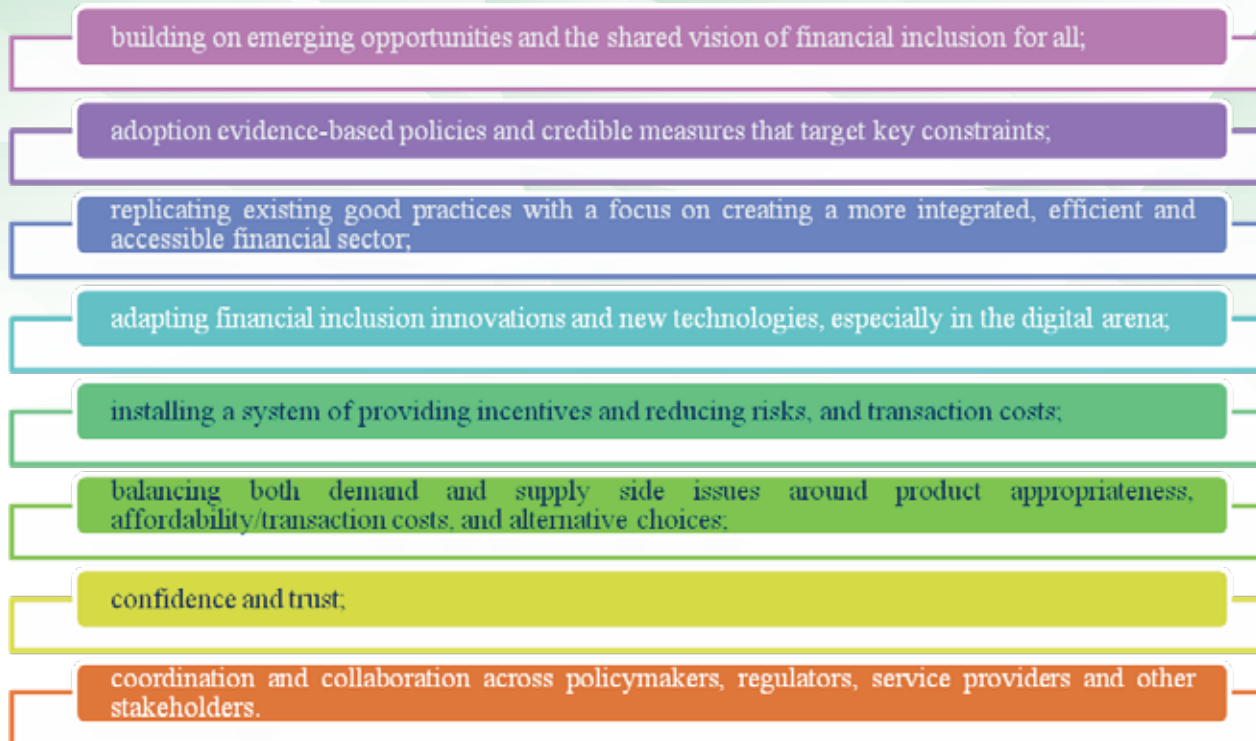 building on emerging opportunities and the shared vision of financial inclusion for all;
adoption evidence-based policies and credible measures that target key constraints;
replicating existing good practices with a focus on creating a more integrated, efficient and
accessible financial sector;
adapting financial inclusion innovations and new technologies, especially in the digital arena;
installing a system of providing incentives and reducing risks, and transaction costs;
balancing both demand and supply side issues around product appropriateness,
affordability/transaction costs, and alternative choices;
confidence and trust;
coordination and collaboration across policymakers, regulators, service providers and other
stakeholders.